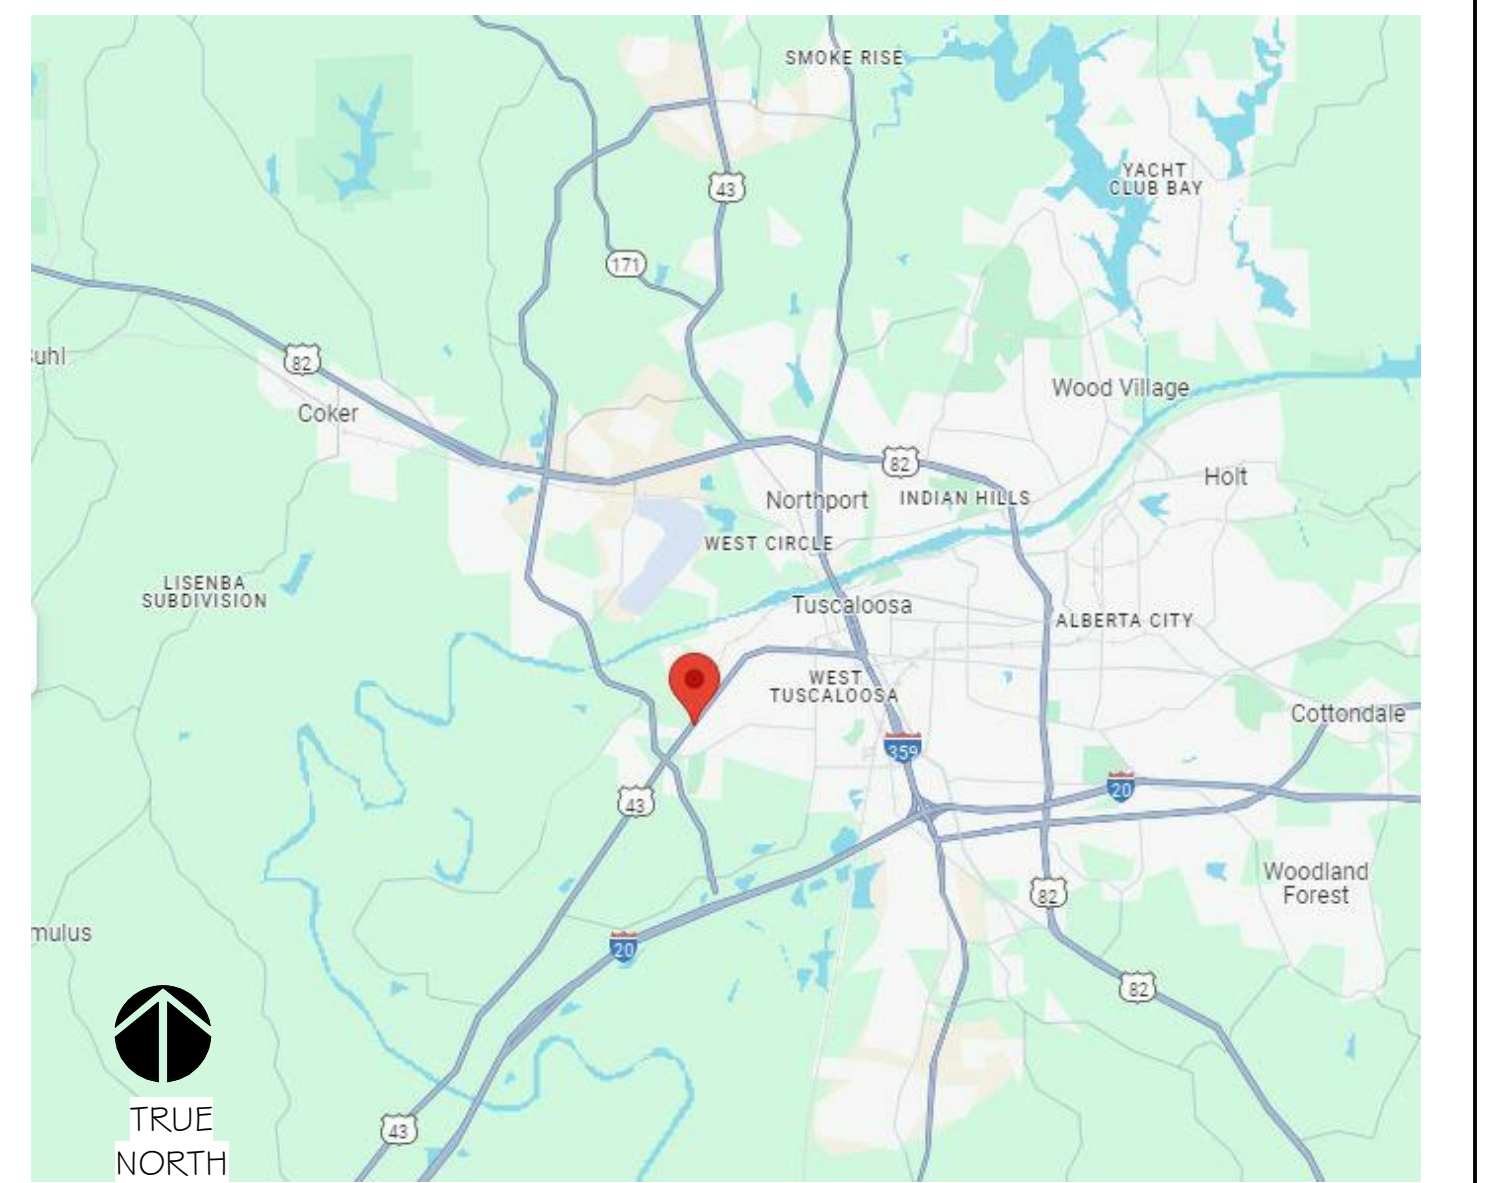 SMOKE RISE
YACHT
CLUB BAY
43
171
82
uhl
Coker
Wood Village
82
Holt
Northport
INDIAN HILLS
WEST CIRCLE
LISENBA
SUBDIVISION
Tuscaloosa
ALBERTA CITY
WEST
TUSCALOOSA
Cottondale
359
20
43
Woodland
Forest
82
mulus
20
82
43
TRUE
NORTH